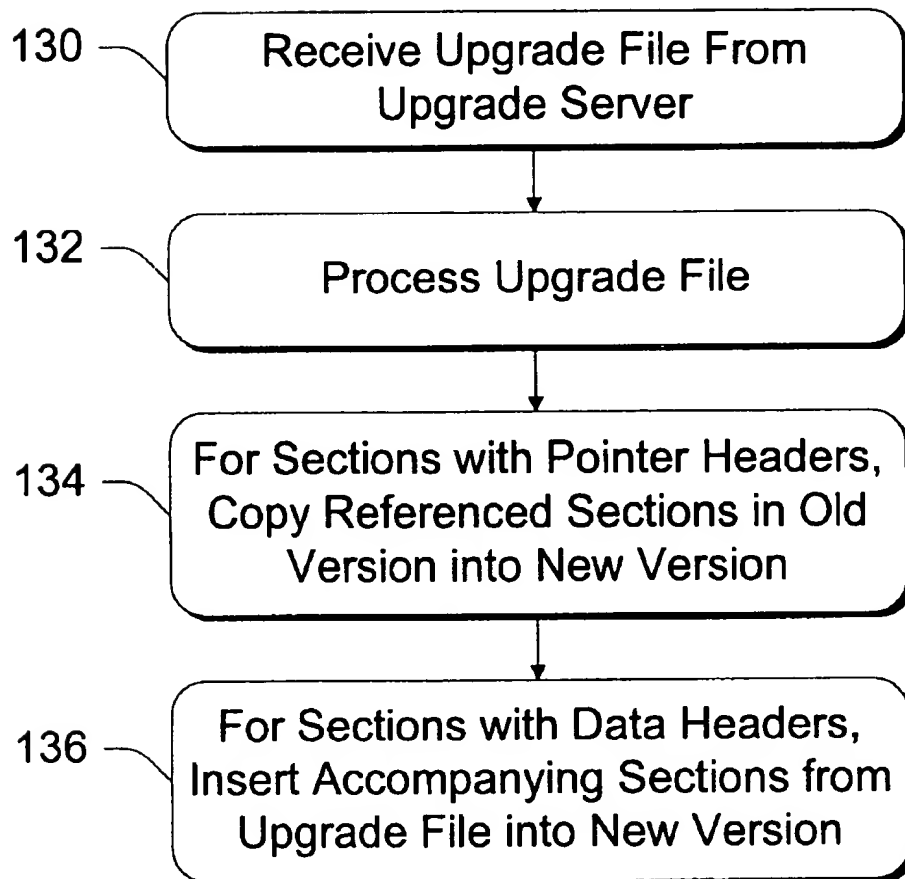 130
Receive Upgrade File From
Upgrade Server
132
Process Upgrade File
134
For Sections with Pointer Headers,
Copy Referenced Sections in Old
Version into New Version
136
For Sections with Data Headers,
Insert Accompanying Sections from
Upgrade File into New Version